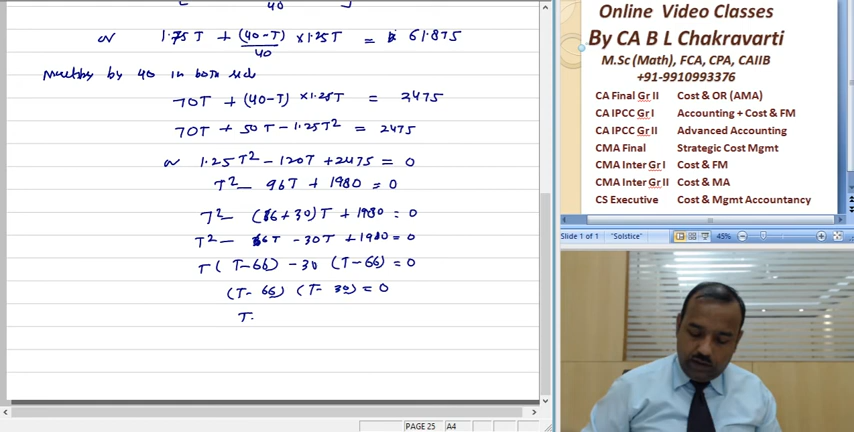 40
or 1.75T + (40-T)/40 × 1.25T = 61.875
Multiply by 40 in both side
70T + (40-T) × 1.25T = 2475
70T + 50T - 1.25T² = 2475
or 1.25T² - 120T + 2475 = 0
T² - 96T + 1980 = 0
T² - (66+30)T + 1980 = 0
T² - 66T - 30T + 1980 = 0
T(T-66) - 30(T-66) = 0
(T-66) (T-30) = 0
T
PAGE 25 A4
Online Video Classes
By CA B L Chakravarti
M.Sc (Math), FCA, CPA, CAIIB
+91-9910993376
CA Final Gr II Cost & OR (AMA)
CA IPCC Gr I Accounting + Cost & FM
CA IPCC Gr II Advanced Accounting
CMA Final Strategic Cost Mgmt
CMA Inter Gr I Cost & FM
CMA Inter Gr II Cost & MA
CS Executive Cost & Mgmt Accountancy
Slide 1 of 1 "Solstice" 45%